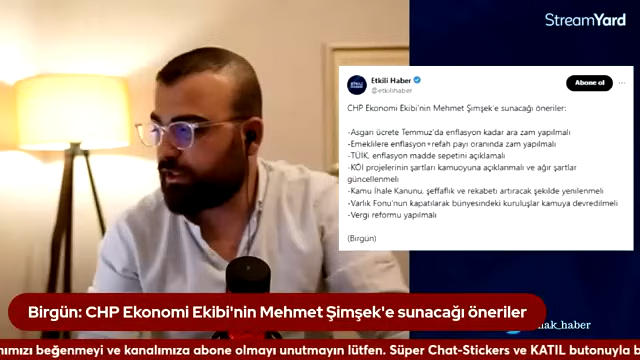 StreamYard
Etkili Haber
@etkilihaber
Abone ol
CHP Ekonomi Ekibi'nin Mehmet Şimşek'e sunacağı öneriler:
-Asgari ücrete Temmuz'da enflasyon kadar ara zam yapılmalı
-Emeklilere enflasyon+refah payı oranında zam yapılmalı
-TÜİK, enflasyon madde sepetini açıklamalı
-KÖİ projelerinin şartları kamuoyuna açıklanmalı ve ağır şartlar
güncellenmeli
-Kamu İhale Kanunu, şeffaflık ve rekabeti artıracak şekilde yenilenmeli
-Varlık Fonu'nun kapatılarak bünyesindeki kuruluşlar kamuya devredilmeli
-Vergi reformu yapılmalı
(Birgün)
Birgün: CHP Ekonomi Ekibi'nin Mehmet Şimşek'e sunacağı öneriler
nak_haber
beğenmeyi ve kanalımıza abone olmayı unutmayın lütfen. Süper Chat-Stickers ve KATIL butonuyla